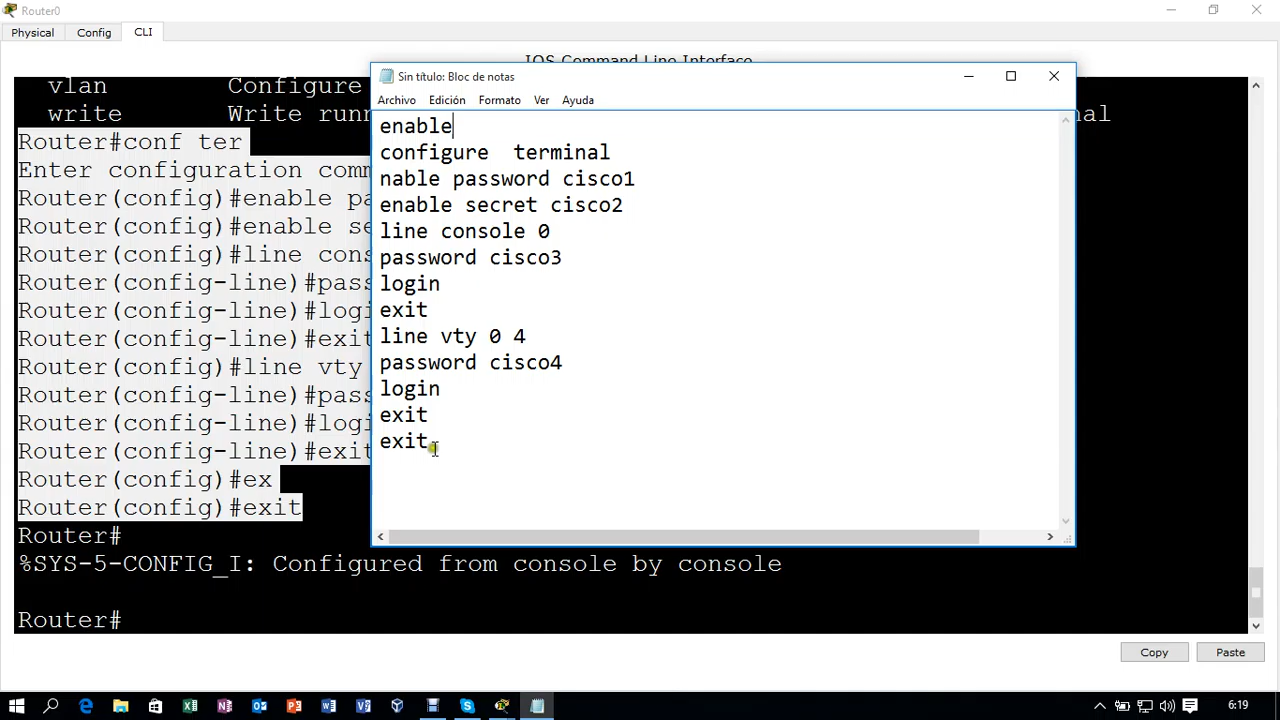 Router0
Physical Config CLI
IOS Command Line Interface
vlan Configure
write Write runn
Router#conf ter
Enter configuration comm
Router(config)#enable pa
Router(config)#enable se
Router(config)#line cons
Router(config-line)#pass
Router(config-line)#logi
Router(config-line)#exit
Router(config)#line vty
Router(config-line)#pass
Router(config-line)#logi
Router(config-line)#exit
Router(config)#ex
Router(config)#exit
Router#
%SYS-5-CONFIG_I: Configured from console by console
Router#
Sin título: Bloc de notas
Archivo Edición Formato Ver Ayuda
enable
configure  terminal
nable password cisco1
enable secret cisco2
line console 0
password cisco3
login
exit
line vty 0 4
password cisco4
login
exit
exit
Copy Paste
6:19